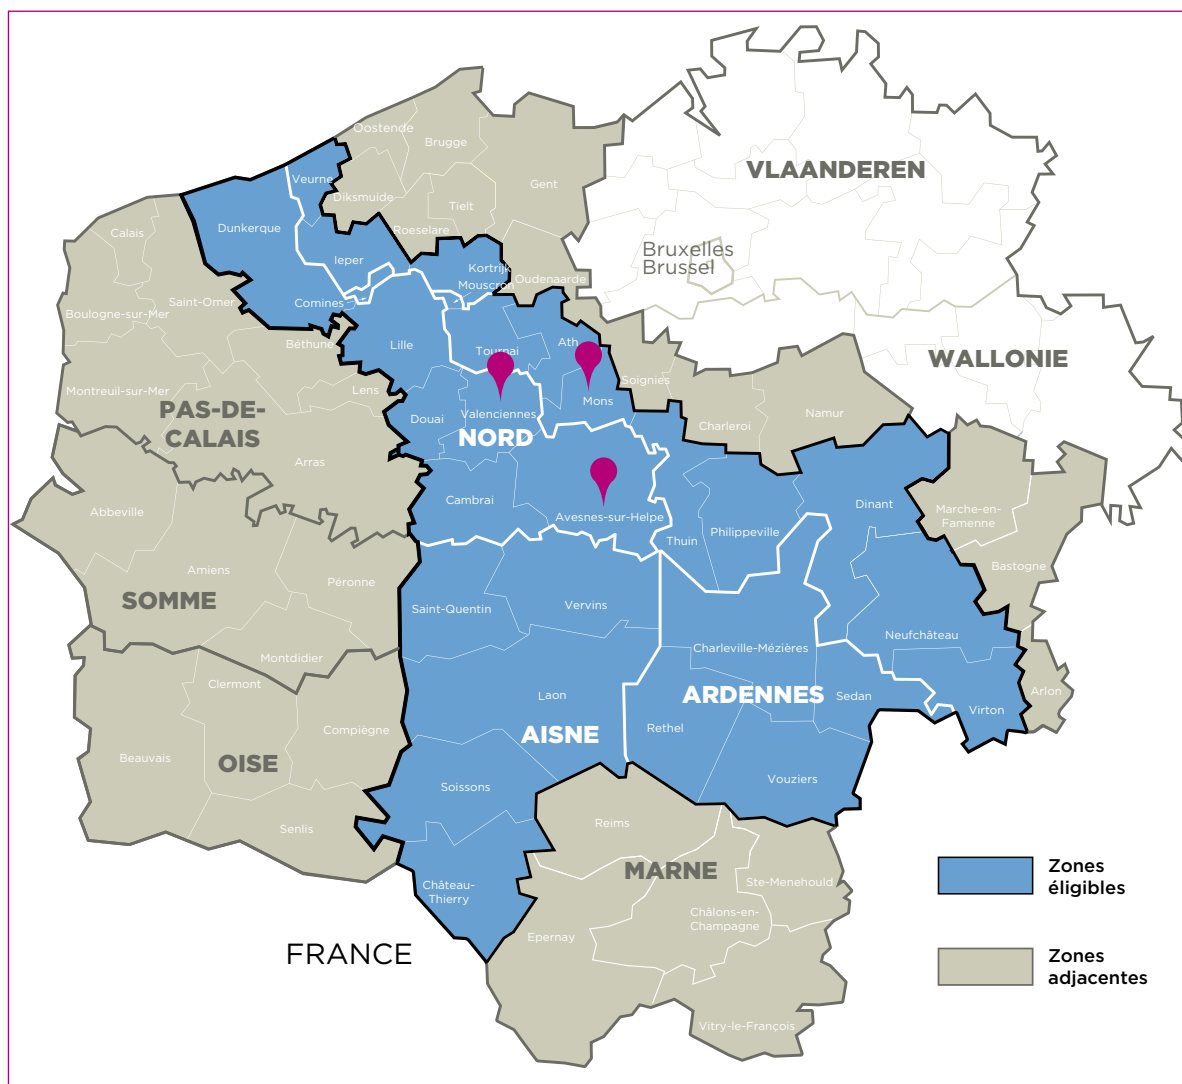 Oostende
Brugge
VLAANDEREN
Veurne
Diksmuide
Gent
Tielt
Dunkerque
Calais
Roeselare
Bruxelles
Brussel
Ieper
Kortrijk
Mouscron
Oudenaarde
Saint-Omer
Comines
Boulogne-sur-Mer
Béthune
Lille
Tournai
Ath
WALLONIE
Soignies
Montreuil-sur-Mer
Lens
PAS-DE-
CALAIS
Mons
Namur
Douai
Valenciennes
NORD
Charleroi
Arras
Cambrai
Dinant
Abbeville
Avesnes-sur-Helpe
Marche-en-
Famenne
Thuin
Philippeville
Bastogne
Amiens
Péronne
SOMME
Saint-Quentin
Vervins
Neufchâteau
Montdidier
Charleville-Mézières
Clermont
Laon
ARDENNES
Sedan
Arlon
Virton
Compiègne
AISNE
Rethel
Beauvais
OISE
Soissons
Vouziers
Senlis
Reims
MARNE
Zones
éligibles
Château-
Thierry
Ste-Menehould
Châlons-en-
Champagne
Epernay
FRANCE
Zones
adjacentes
Vitry-le-François